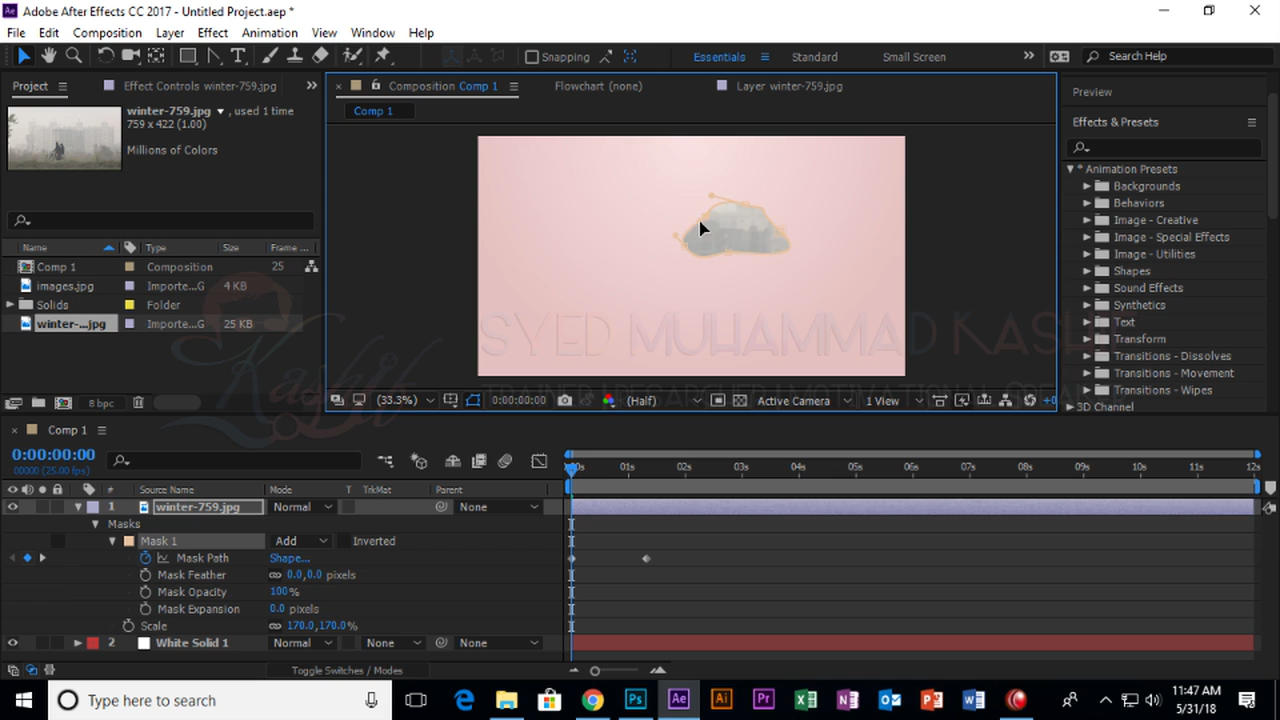 Adobe After Effects CC 2017 - Untitled Project.aep *
File Edit Composition Layer Effect Animation View Window Help
Snapping Essentials Standard Small Screen Search Help
Project Effect Controls winter-759.jpg Composition Comp 1 Flowchart (none) Layer winter-759.jpg Preview
winter-759.jpg , used 1 time
759 x 422 (1.00)
Millions of Colors
Comp 1
Effects & Presets
Animation Presets
Backgrounds
Behaviors
Image - Creative
Image - Special Effects
Image - Utilities
Shapes
Sound Effects
Synthetics
Text
Transform
Transitions - Dissolves
Transitions - Movement
Transitions - Wipes
3D Channel
Name Type Size Frame ...
Comp 1 Composition 25
images.jpg Importe...G 4 KB
Solids Folder
winter-...jpg Importe...G 25 KB
Kashif
SYED MUHAMMAD KASH
TRAINER | RESARCHER | MOTIVATIONAL
8 bpc (33.3%) 0:00:00:00 (Half) Active Camera 1 View +0
Comp 1
0:00:00:00
00000 (25.00 fps)
00s 01s 02s 03s 04s 05s 06s 07s 08s 09s 10s 11s 12s
# Source Name Mode T TrkMat Parent
1 winter-759.jpg Normal None
Masks
Mask 1 Add Inverted
Mask Path Shape...
Mask Feather 0.0,0.0 pixels
Mask Opacity 100%
Mask Expansion 0.0 pixels
Scale 170.0,170.0%
2 White Solid 1 Normal None None
Toggle Switches / Modes
Type here to search
Ps Ae Ai Pr
11:47 AM
5/31/18